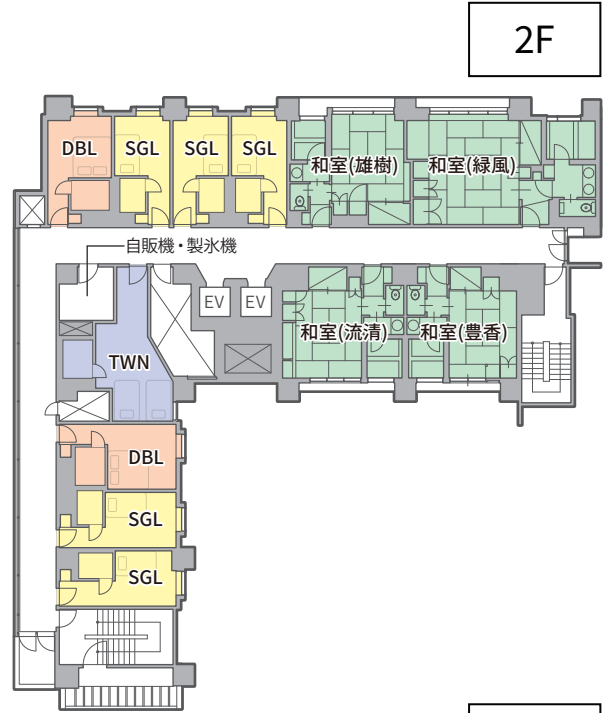 2F
DBL
SGL
SGL
SGL
和室(雄樹)
和室(緑風)
自販機・製氷機
EV
EV
和室(流清)
和室(豊香)
TWN
DBL
SGL
SGL